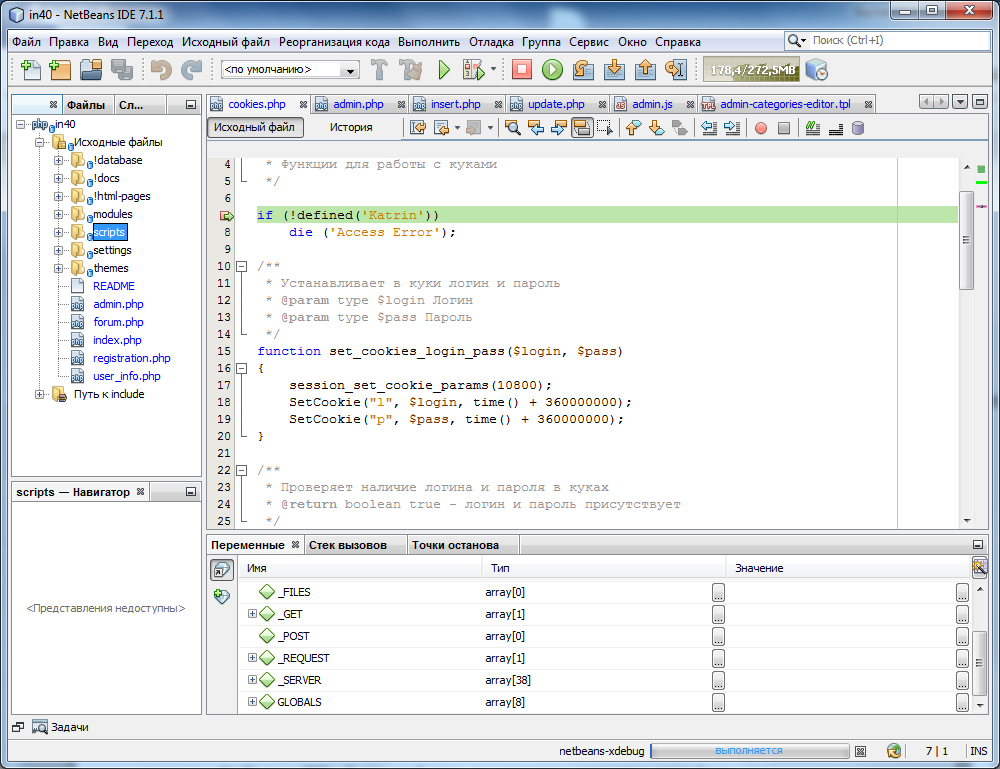 in40 - NetBeans IDE 7.1.1
Файл Правка Вид Переход Исходный файл Реорганизация кода Выполнить Отладка Группа Сервис Окно Справка
Поиск (Ctrl+I)
<по умолчанию>
178,4/272,5MB
Файлы Сл...
cookies.php admin.php insert.php update.php admin.js admin-categories-editor.tpl
Исходный файл История
in40
Исходные файлы
!database
!docs
!html-pages
modules
scripts
settings
themes
README
admin.php
forum.php
index.php
registration.php
user_info.php
Путь к include
4 * Функции для работы с куками
5 */
6
if (!defined('Katrin'))
8 die ('Access Error');
9
10 /**
11 * Устанавливает в куки логин и пароль
12 * @param type $login Логин
13 * @param type $pass Пароль
14 */
15 function set_cookies_login_pass($login, $pass)
16 {
17 session_set_cookie_params(10800);
18 SetCookie("l", $login, time() + 360000000);
19 SetCookie("p", $pass, time() + 360000000);
20 }
21
22 /**
23 * Проверяет наличие логина и пароля в куках
24 * @return boolean true - логин и пароль присутствует
25 */
scripts — Навигатор
<Представления недоступны>
Переменные Стек вызовов Точки останова
Имя Тип Значение
_FILES array[0] ...
_GET array[1] ...
_POST array[0] ...
_REQUEST array[1] ...
_SERVER array[38] ...
GLOBALS array[8] ...
Задачи
netbeans-xdebug выполняется 7 | 1 INS